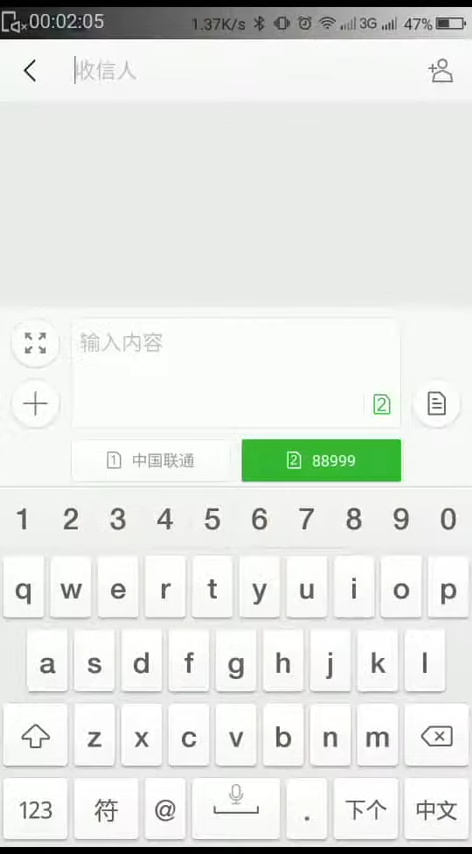 00:02:05 1.37K/s 3G 47%
收信人
输入内容
2
1 中国联通 2 88999
1 2 3 4 5 6 7 8 9 0
q w e r t y u i o p
a s d f g h j k l
z x c v b n m
123 符 @ . 下个 中文